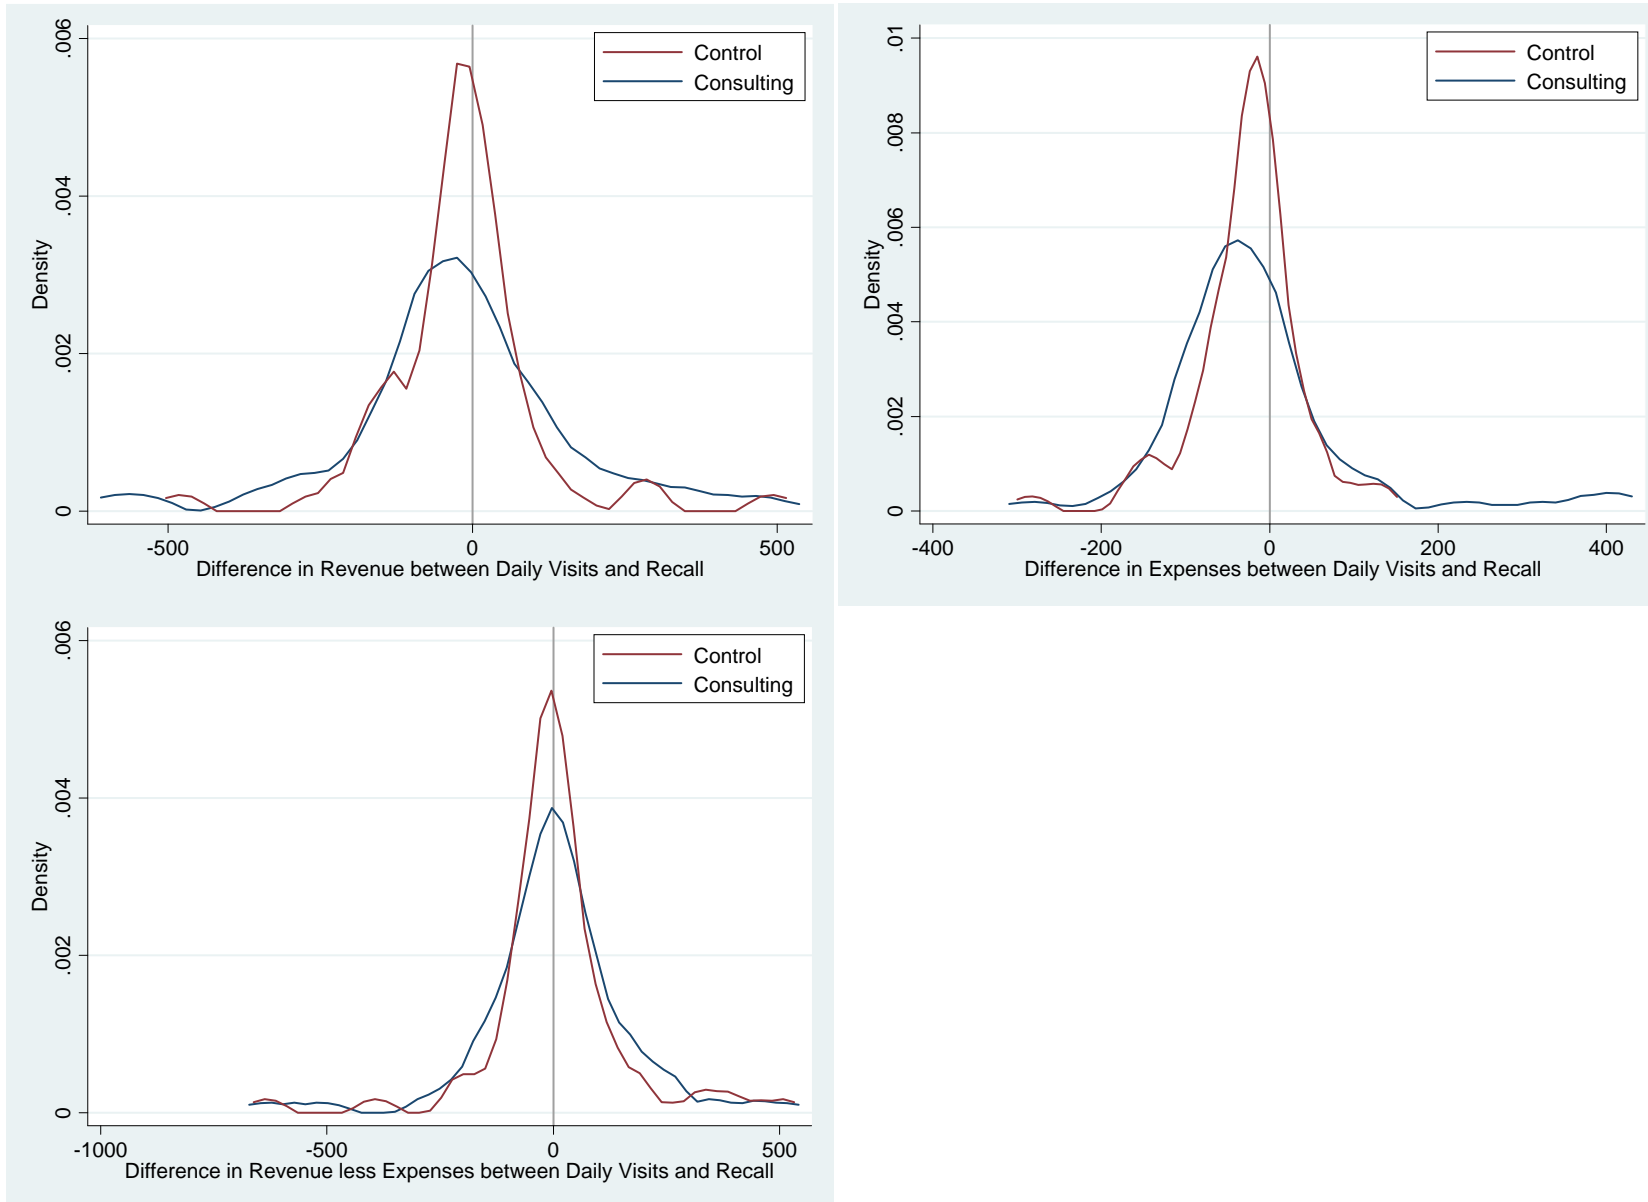 .006
.004
.002
0
Density
Control
Consulting
-500
0
500
Difference in Revenue between Daily Visits and Recall
.01
.008
.006
.004
.002
0
Density
Control
Consulting
-400
-200
0
200
400
Difference in Expenses between Daily Visits and Recall
.006
.004
.002
0
Density
Control
Consulting
-1000
-500
0
500
Difference in Revenue less Expenses between Daily Visits and Recall